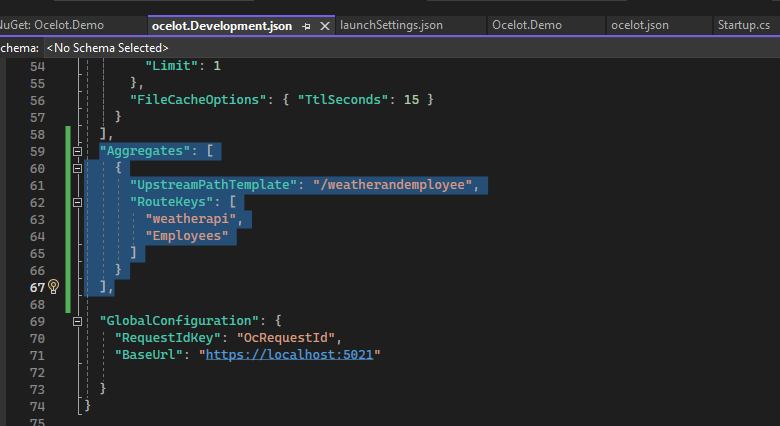 NuGet: Ocelot.Demo ocelot.Development.json launchSettings.json Ocelot.Demo ocelot.json Startup.cs
chema: <No Schema Selected>
54 "Limit": 1
55 },
56 "FileCacheOptions": { "TtlSeconds": 15 }
57 }
58 ],
59 "Aggregates": [
60 {
61 "UpstreamPathTemplate": "/weatherandemployee",
62 "RouteKeys": [
63 "weatherapi",
64 "Employees"
65 ]
66 }
67 ],
68
69 "GlobalConfiguration": {
70 "RequestIdKey": "OcRequestId",
71 "BaseUrl": "https://localhost:5021"
72
73 }
74 }
75